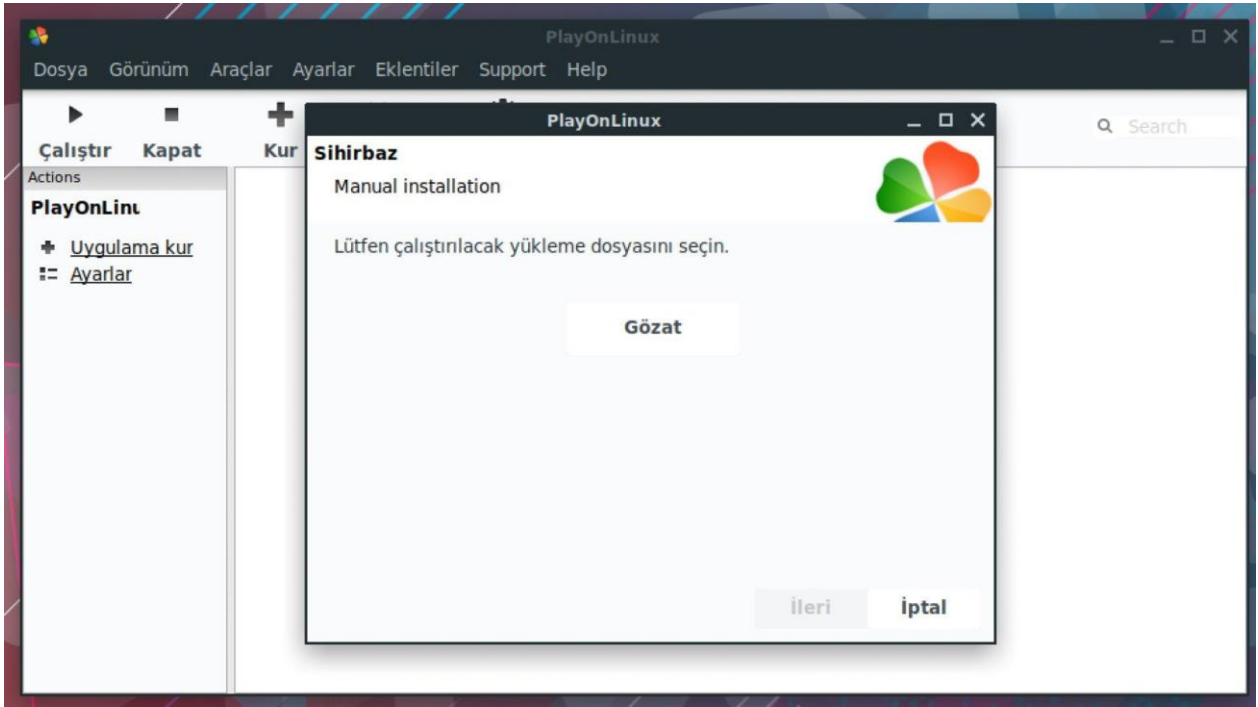 PlayOnLinux
Dosya Görünüm Araçlar Ayarlar Eklentiler Support Help
Çalıştır Kapat Kur
Search
Actions
PlayOnLinu
Uygulama kur
Ayarlar
PlayOnLinux
Sihirbaz
Manual installation
Lütfen çalıştırılacak yükleme dosyasını seçin.
Gözat
İleri İptal